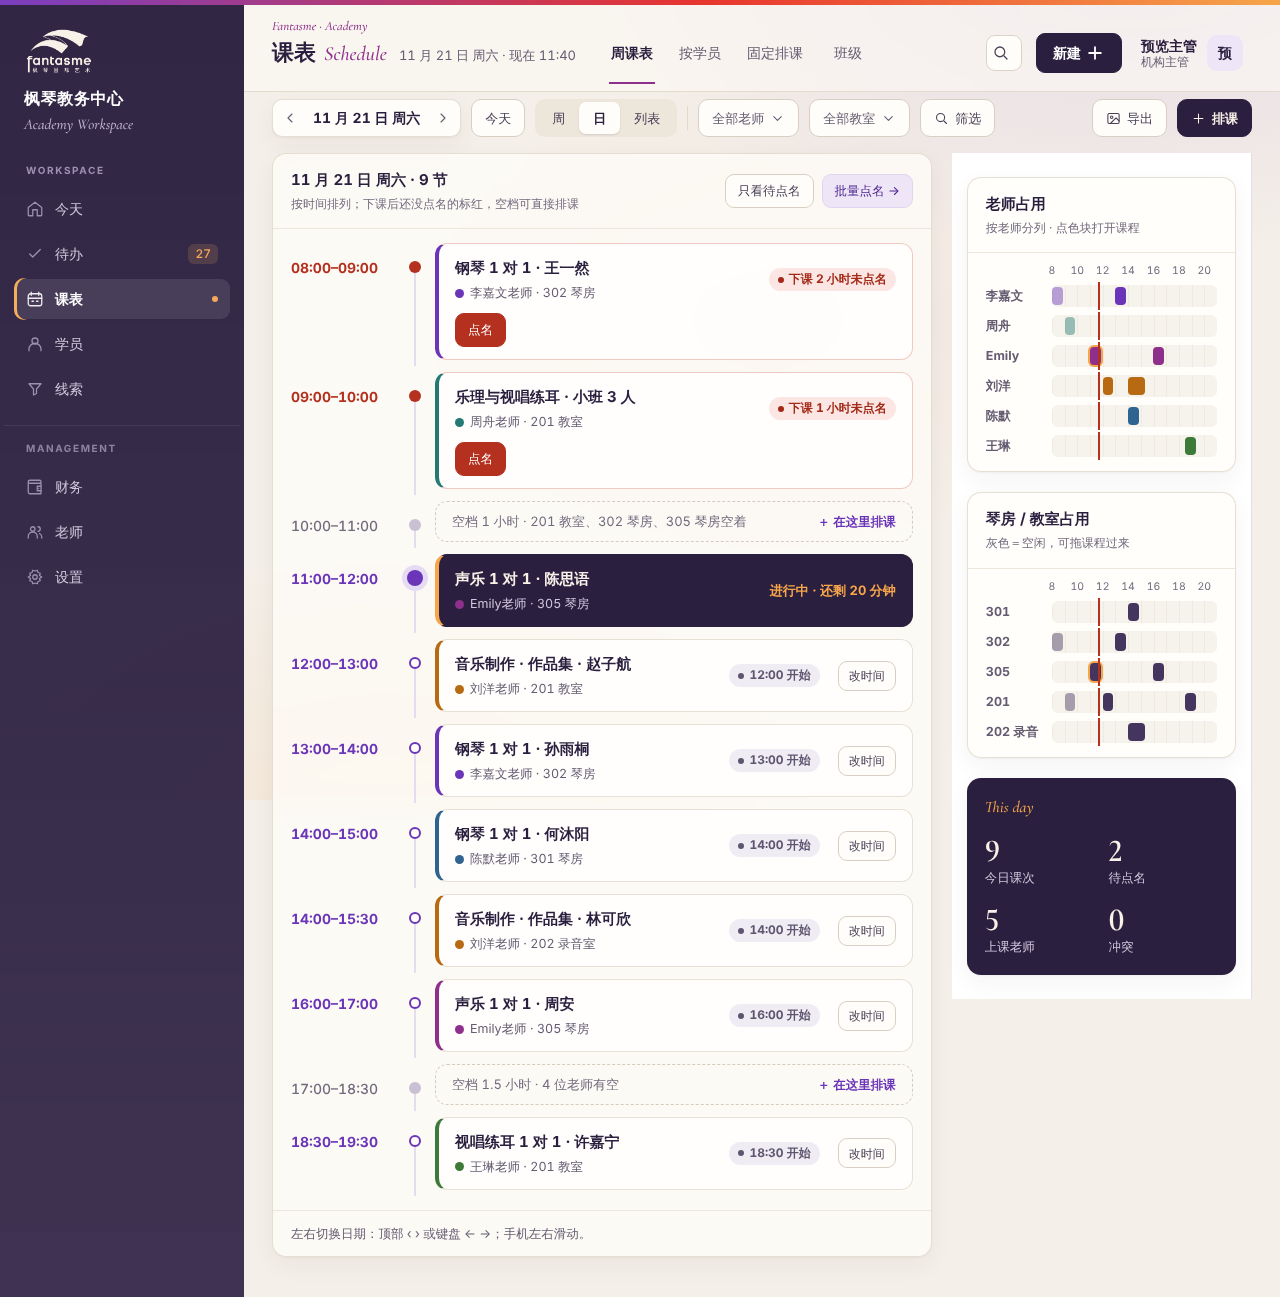 fantasme
枫琴国际艺术
枫琴教务中心
Academy Workspace
WORKSPACE
今天
待办 27
课表
学员
线索
MANAGEMENT
财务
老师
设置
Fantasme · Academy
课表 Schedule 11 月 21 日 周六 · 现在 11:40
周课表 按学员 固定排课 班级
新建
预览主管
机构主管
预
11 月 21 日 周六
今天
周 日 列表
全部老师
全部教室
筛选
导出
+ 排课
11 月 21 日 周六 · 9 节
按时间排列；下课后还没点名的标红，空档可直接排课
只看待点名
批量点名 →
08:00–09:00
钢琴 1 对 1 · 王一然
李嘉文老师 · 302 琴房
下课 2 小时未点名
点名
09:00–10:00
乐理与视唱练耳 · 小班 3 人
周舟老师 · 201 教室
下课 1 小时未点名
点名
10:00–11:00
空档 1 小时 · 201 教室、302 琴房、305 琴房空着
+ 在这里排课
11:00–12:00
声乐 1 对 1 · 陈思语
Emily老师 · 305 琴房
进行中 · 还剩 20 分钟
12:00–13:00
音乐制作 · 作品集 · 赵子航
刘洋老师 · 201 教室
12:00 开始
改时间
13:00–14:00
钢琴 1 对 1 · 孙雨桐
李嘉文老师 · 302 琴房
13:00 开始
改时间
14:00–15:00
钢琴 1 对 1 · 何沐阳
陈默老师 · 301 琴房
14:00 开始
改时间
14:00–15:30
音乐制作 · 作品集 · 林可欣
刘洋老师 · 202 录音室
14:00 开始
改时间
16:00–17:00
声乐 1 对 1 · 周安
Emily老师 · 305 琴房
16:00 开始
改时间
17:00–18:30
空档 1.5 小时 · 4 位老师有空
+ 在这里排课
18:30–19:30
视唱练耳 1 对 1 · 许嘉宁
王琳老师 · 201 教室
18:30 开始
改时间
左右切换日期：顶部 ‹ › 或键盘 ← →；手机左右滑动。
老师占用
按老师分列 · 点色块打开课程
8 10 12 14 16 18 20
李嘉文
周舟
Emily
刘洋
陈默
王琳
琴房 / 教室占用
灰色＝空闲，可拖课程过来
8 10 12 14 16 18 20
301
302
305
201
202 录音
This day
9 2
今日课次 待点名
5 0
上课老师 冲突